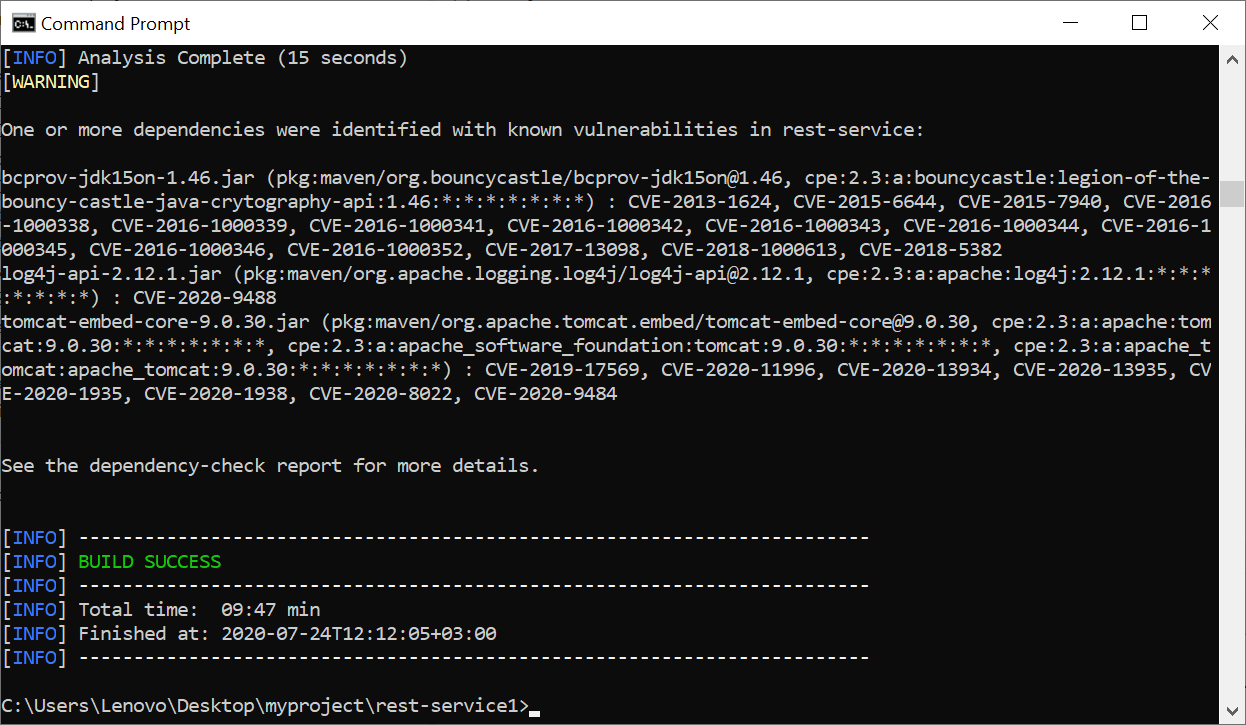 Command Prompt
[INFO] Analysis Complete (15 seconds)
[WARNING]
One or more dependencies were identified with known vulnerabilities in rest-service:
bcprov-jdk15on-1.46.jar (pkg:maven/org.bouncycastle/bcprov-jdk15on@1.46, cpe:2.3:a:bouncycastle:legion-of-the-
bouncy-castle-java-crytography-api:1.46:*:*:*:*:*:*:*) : CVE-2013-1624, CVE-2015-6644, CVE-2015-7940, CVE-2016
-1000338, CVE-2016-1000339, CVE-2016-1000341, CVE-2016-1000342, CVE-2016-1000343, CVE-2016-1000344, CVE-2016-1
000345, CVE-2016-1000346, CVE-2016-1000352, CVE-2017-13098, CVE-2018-1000613, CVE-2018-5382
log4j-api-2.12.1.jar (pkg:maven/org.apache.logging.log4j/log4j-api@2.12.1, cpe:2.3:a:apache:log4j:2.12.1:*:*:*
:*:*:*:*) : CVE-2020-9488
tomcat-embed-core-9.0.30.jar (pkg:maven/org.apache.tomcat.embed/tomcat-embed-core@9.0.30, cpe:2.3:a:apache:tom
cat:9.0.30:*:*:*:*:*:*:*, cpe:2.3:a:apache_software_foundation:tomcat:9.0.30:*:*:*:*:*:*:*, cpe:2.3:a:apache_t
omcat:apache_tomcat:9.0.30:*:*:*:*:*:*:*) : CVE-2019-17569, CVE-2020-11996, CVE-2020-13934, CVE-2020-13935, CV
E-2020-1935, CVE-2020-1938, CVE-2020-8022, CVE-2020-9484
See the dependency-check report for more details.
[INFO] ------------------------------------------------------------------------
[INFO] BUILD SUCCESS
[INFO] ------------------------------------------------------------------------
[INFO] Total time:  09:47 min
[INFO] Finished at: 2020-07-24T12:12:05+03:00
[INFO] ------------------------------------------------------------------------
C:\Users\Lenovo\Desktop\myproject\rest-service1>